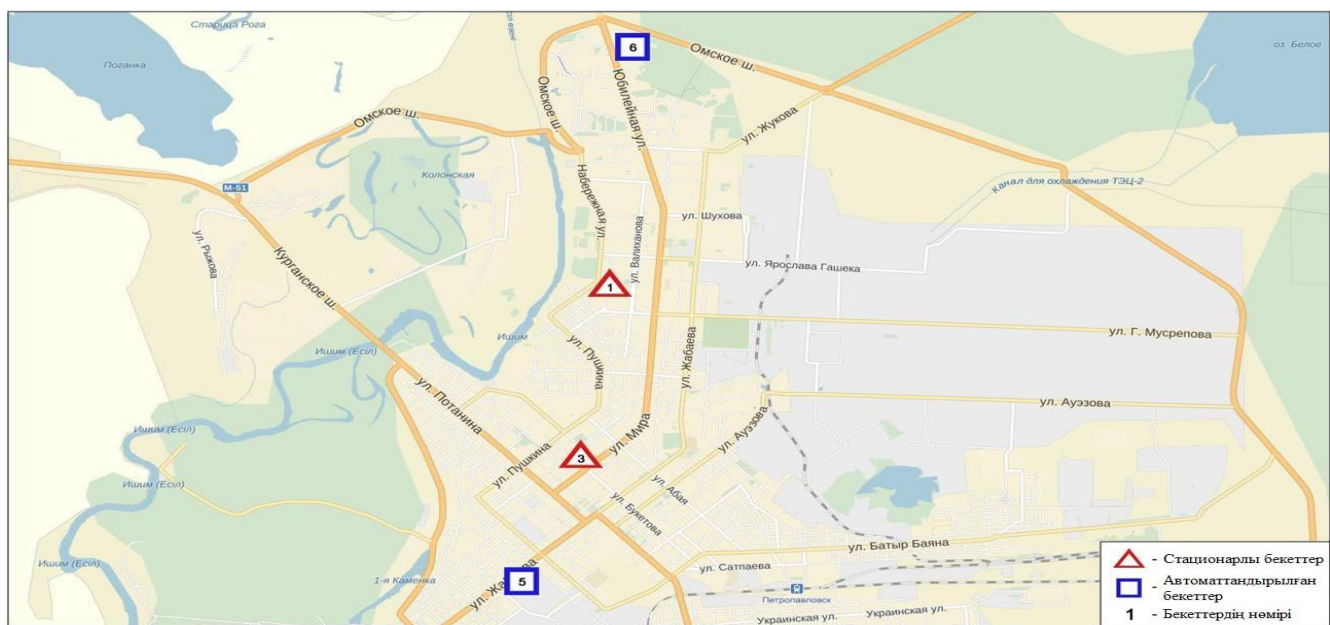 Старица Рога
Поганка
6
Омское ш.
оз. Белое
Омское ш.
Юбилейная ул.
Омское ш.
ул. Жукова
Колонская
М-51
Канал для охлаждения ТЭЦ-2
Набережная ул.
ул. Шухова
ул. Рыжова
ул. Валиханова
Курганское ш.
ул. Ярослава Гашека
1
Ишим
ул. Г. Мусрепова
Ишим (Есіл)
ул. Пушкина
ул. Жабаева
ул. Потанина
ул. Ауэзова
Ишим (Есіл)
ул. Мира
ул. Ауэзова
3
ул. Пушкина
Ишим (Есіл)
ул. Абая
ул. Букетова
ул. Батыр Баяна
Ишим (Есіл)
ул. Сатпаева
1-я Каменка
5
Петропавловск
Украинская ул.
Украинская ул.
- Стационарлы бекеттер
- Автоматтандырылған
бекеттер
1 - Бекеттердің нөмірі